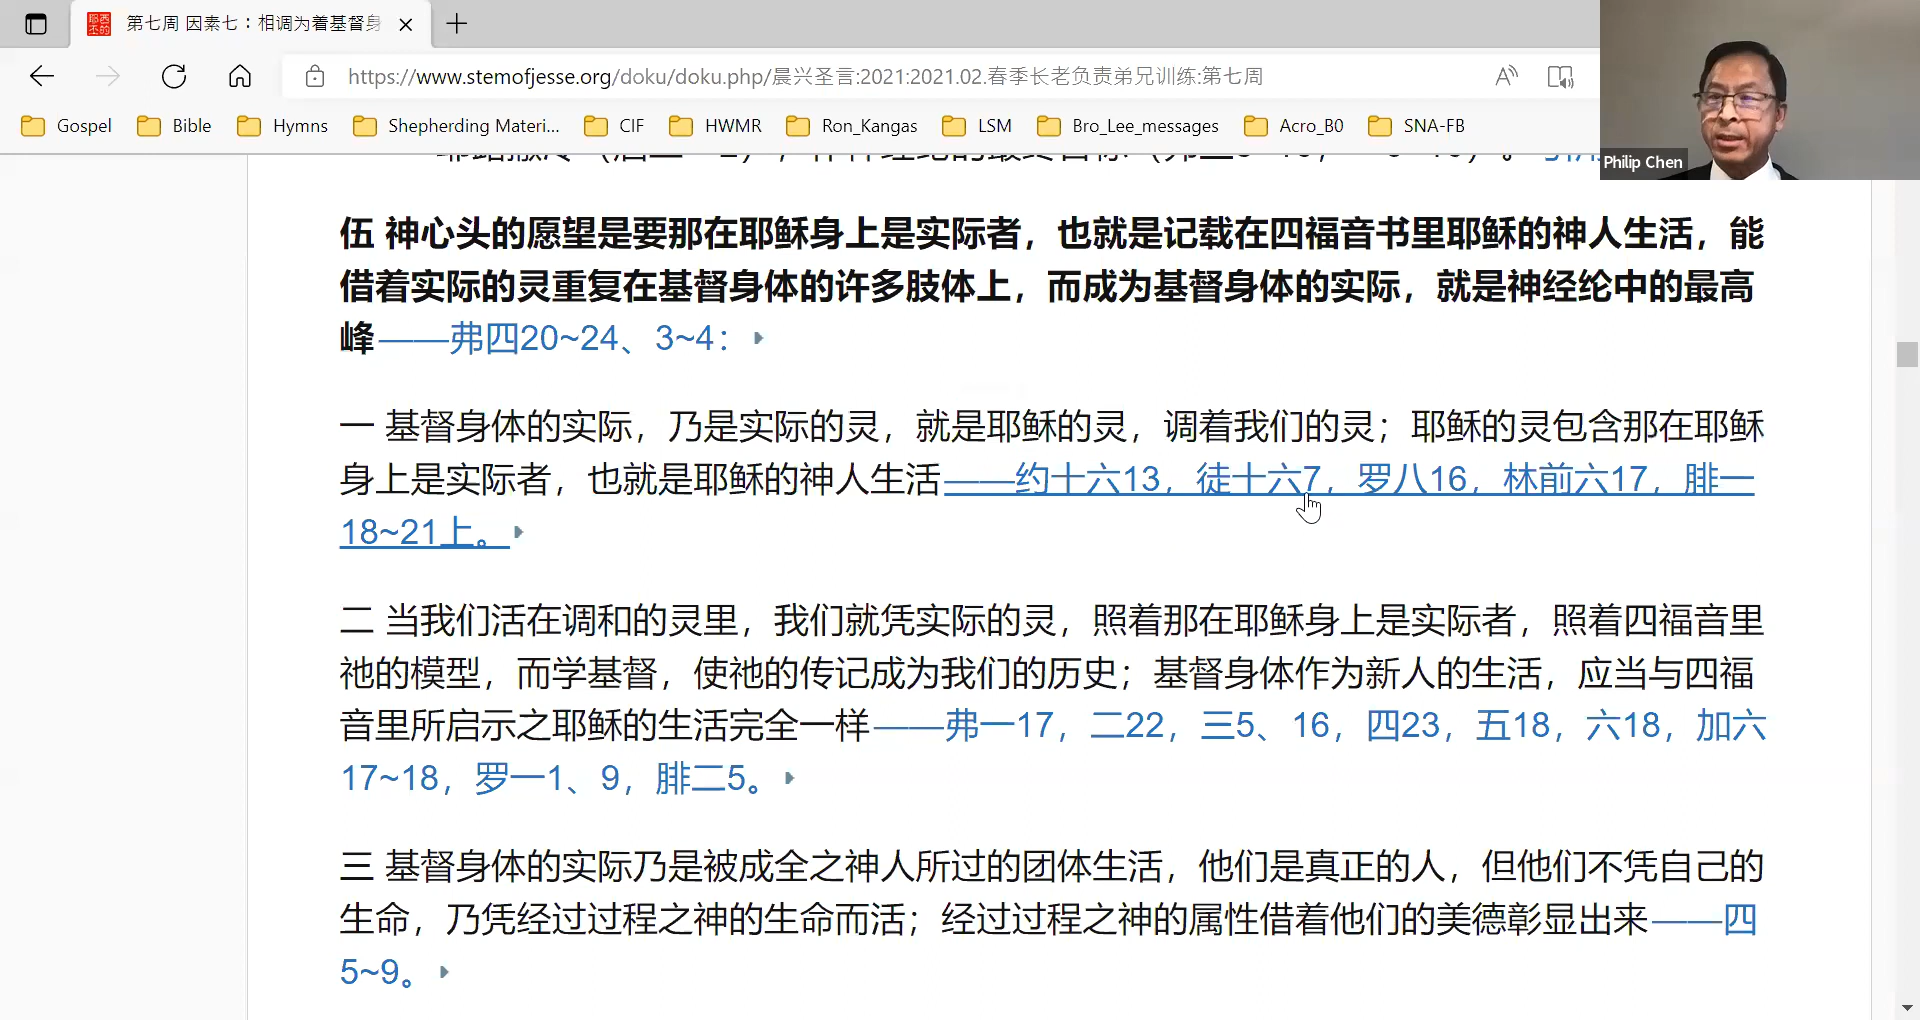 第七周 因素七：相调为着基督身
https://www.stemofjesse.org/doku/doku.php/晨兴圣言:2021:2021.02.春季长老负责弟兄训练:第七周
Gospel Bible Hymns Shepherding Materi... CIF HWMR Ron_Kangas LSM Bro_Lee_messages Acro_B0 SNA-FB
Philip Chen
伍 神心头的愿望是要那在耶稣身上是实际者，也就是记载在四福音书里耶稣的神人生活，能
借着实际的灵重复在基督身体的许多肢体上，而成为基督身体的实际，就是神经纶中的最高
峰——弗四20~24、3~4：
一 基督身体的实际，乃是实际的灵，就是耶稣的灵，调着我们的灵；耶稣的灵包含那在耶稣
身上是实际者，也就是耶稣的神人生活——约十六13，徒十六7，罗八16，林前六17，腓一
18~21上。
二 当我们活在调和的灵里，我们就凭实际的灵，照着那在耶稣身上是实际者，照着四福音里
祂的模型，而学基督，使祂的传记成为我们的历史；基督身体作为新人的生活，应当与四福
音里所启示之耶稣的生活完全一样——弗一17，二22，三5、16，四23，五18，六18，加六
17~18，罗一1、9，腓二5。
三 基督身体的实际乃是被成全之神人所过的团体生活，他们是真正的人，但他们不凭自己的
生命，乃凭经过过程之神的生命而活；经过过程之神的属性借着他们的美德彰显出来——四
5~9。